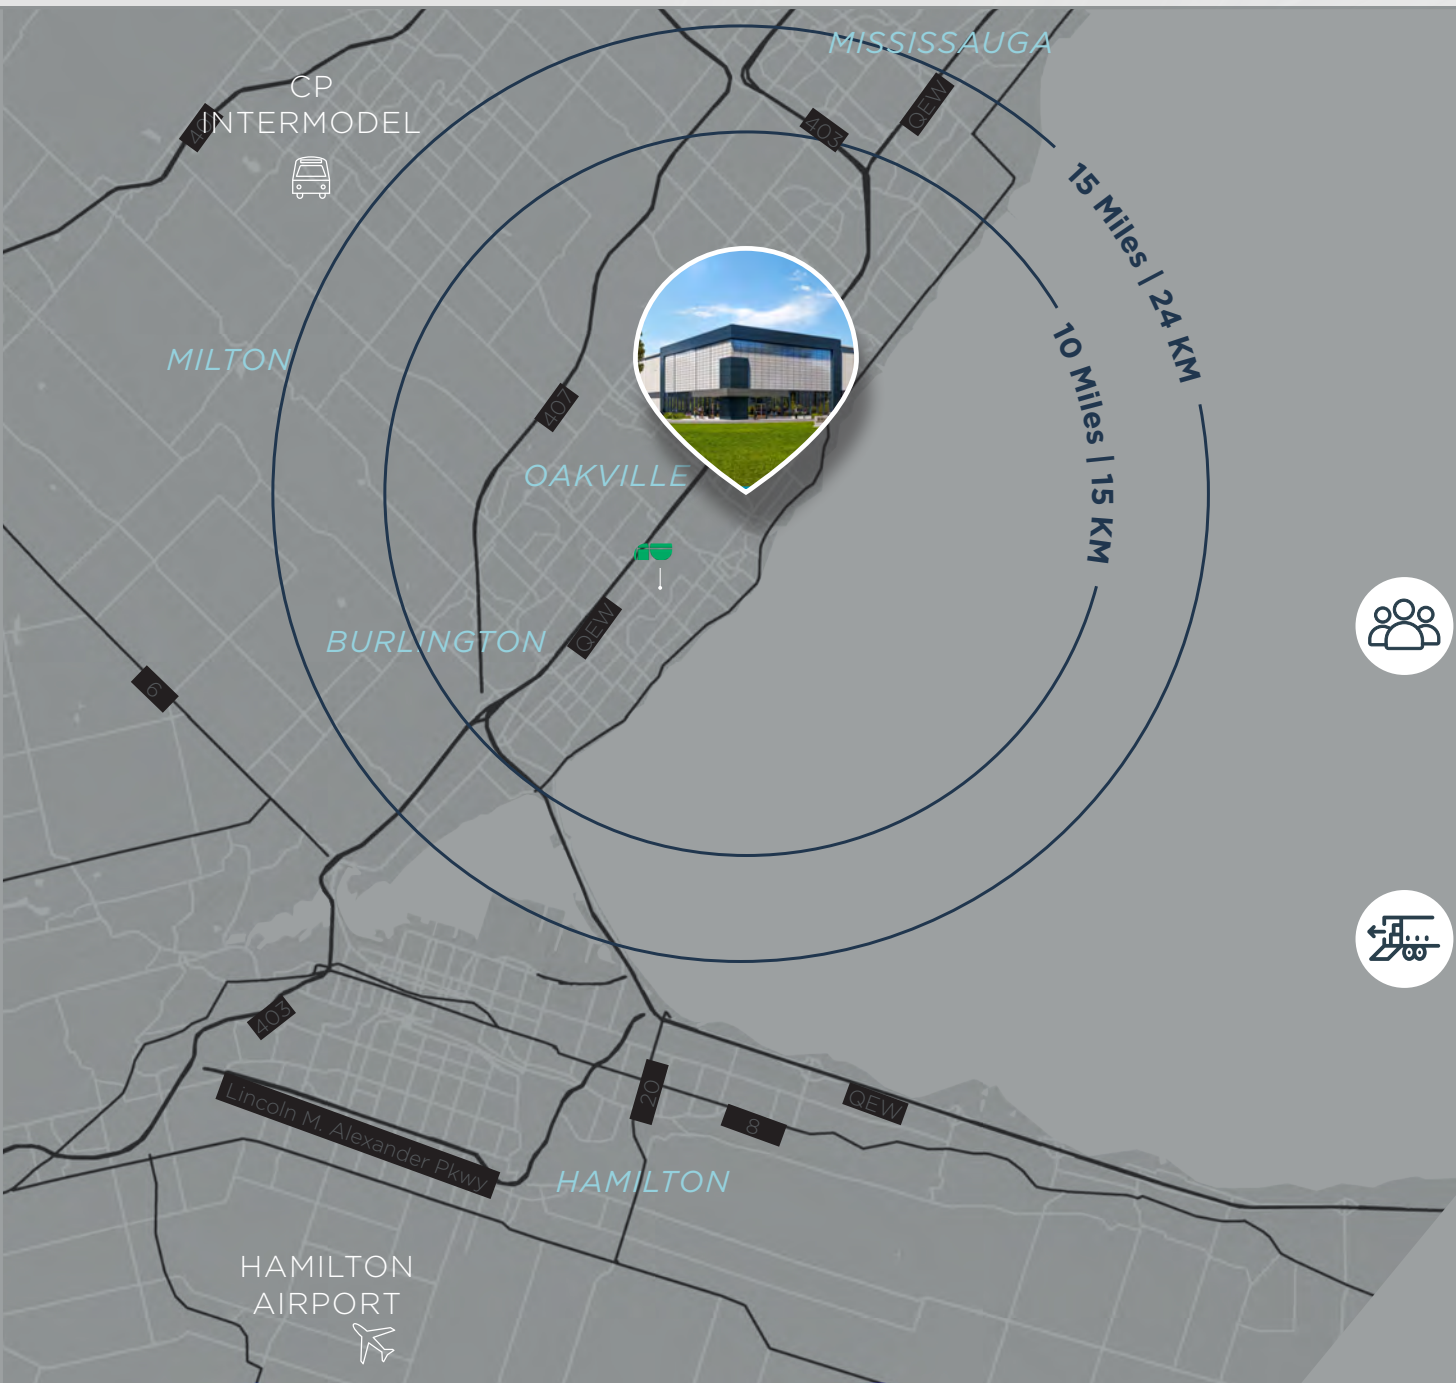 MISSISSAUGA
CP
INTERMODEL
QEW
403
15 Miles | 24 KM
10 Miles | 15 KM
MILTON
407
OAKVILLE
QEW
BURLINGTON
6
403
Lincoln M. Alexander Pkwy
20
QEW
8
HAMILTON
HAMILTON
AIRPORT